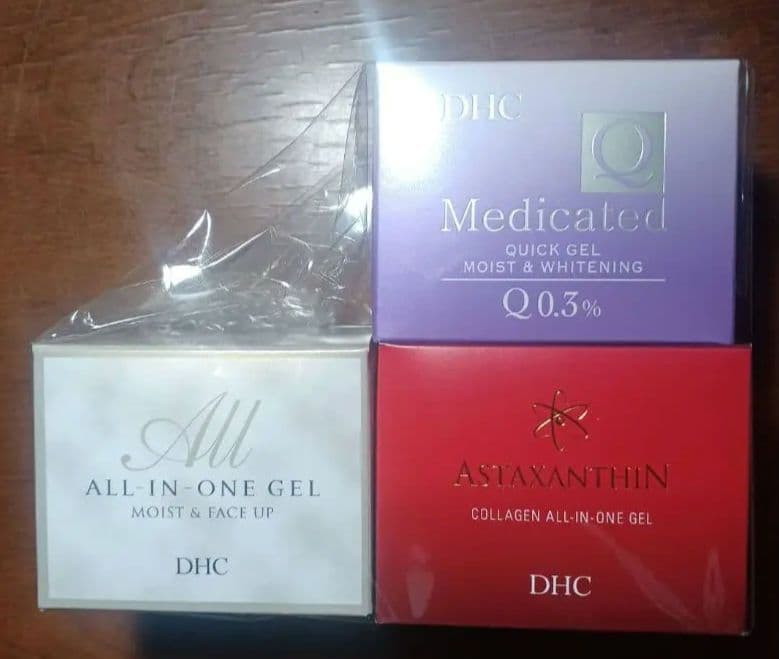 DHC
Q
Medicated
QUICK GEL
MOIST & WHITENING
Q 0.3%
All
ALL-IN-ONE GEL
MOIST & FACE UP
DHC
ASTAXANTHIN
COLLAGEN ALL-IN-ONE GEL
DHC